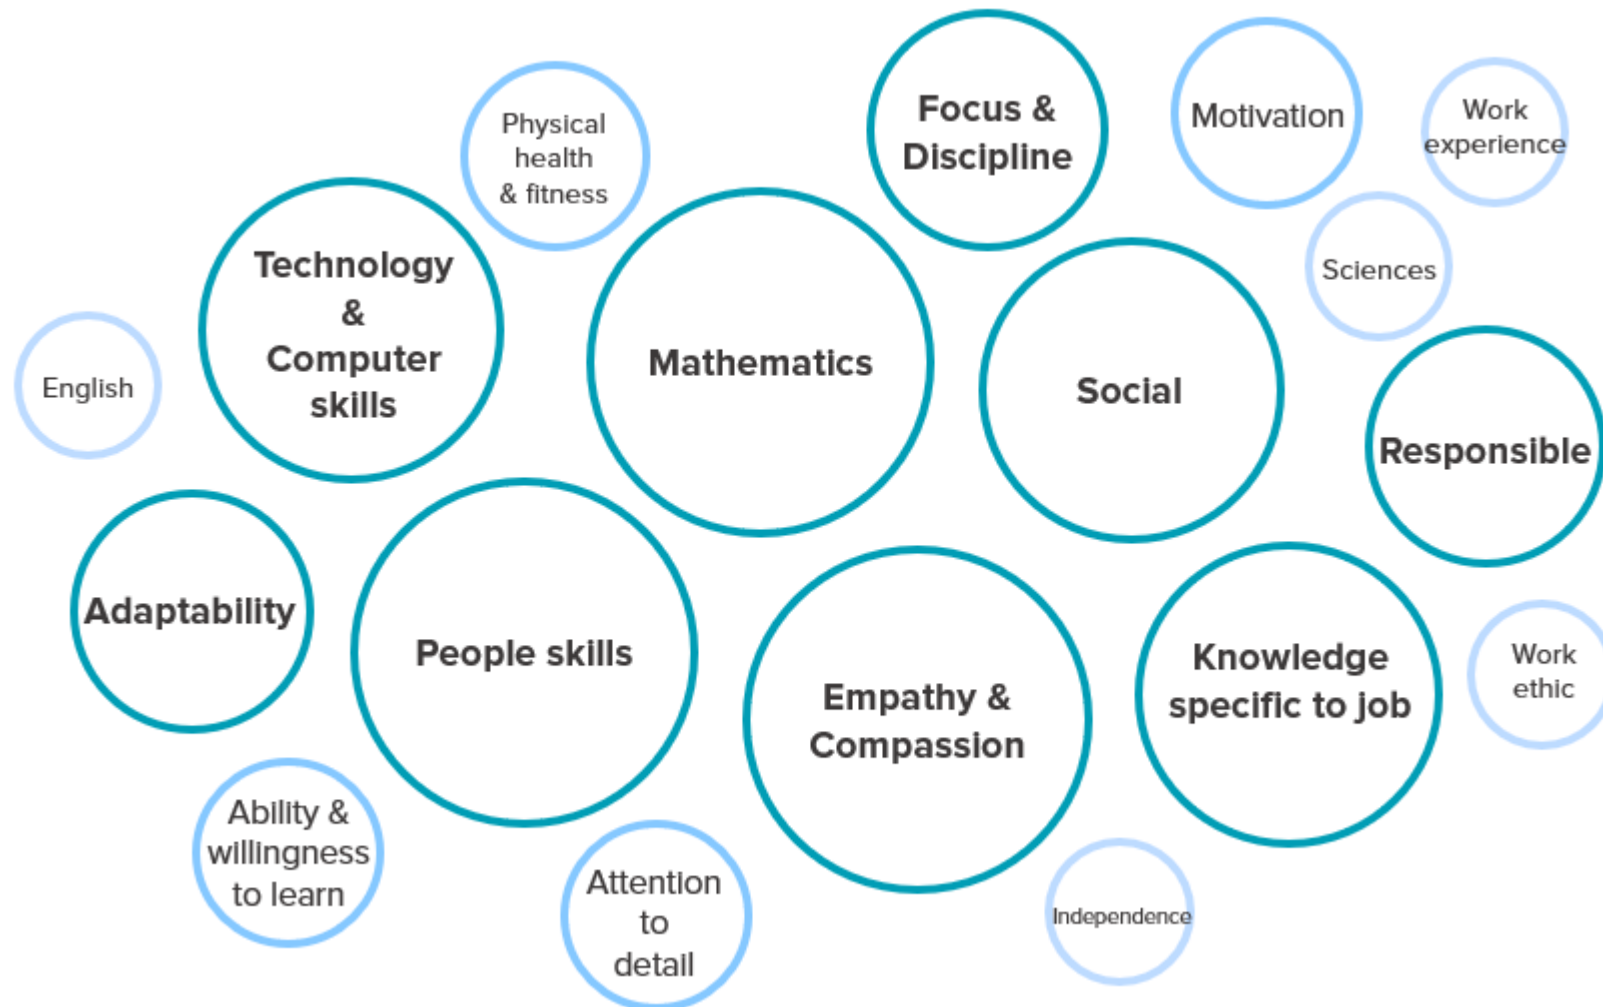 Focus &
Discipline
Motivation
Work
experience
Physical
health
& fitness
Technology
&
Computer
skills
Sciences
Mathematics
Social
English
Responsible
Adaptability
People skills
Empathy &
Compassion
Knowledge
specific to job
Work
ethic
Ability &
willingness
to learn
Attention
to
detail
Independence